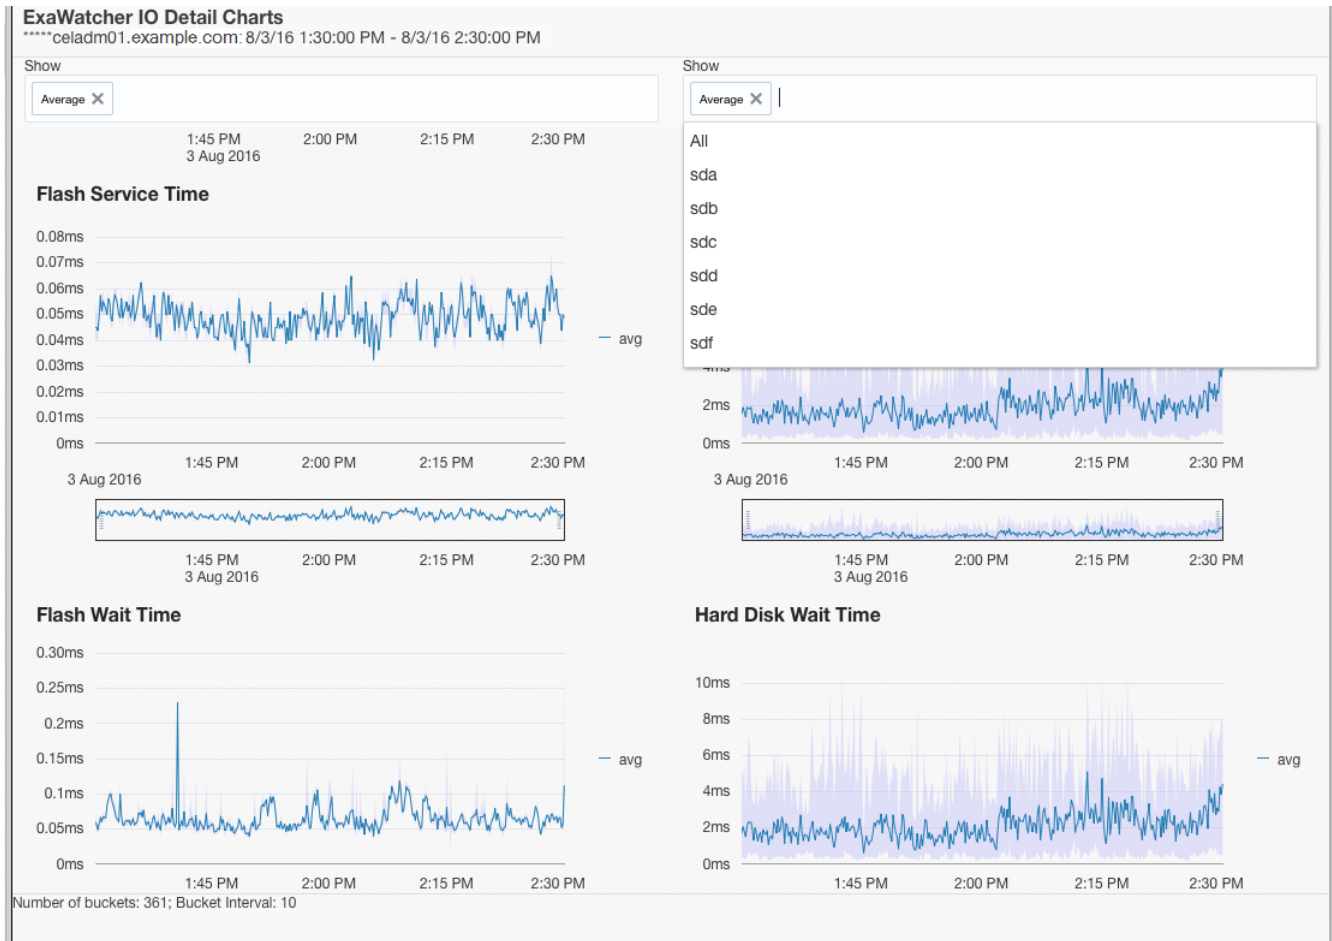 ExaWatcher IO Detail Charts
*****celadm01.example.com: 8/3/16 1:30:00 PM - 8/3/16 2:30:00 PM
Show
Average
1:45 PM 2:00 PM 2:15 PM 2:30 PM
3 Aug 2016
Flash Service Time
0.08ms
0.07ms
0.06ms
0.05ms
0.04ms
0.03ms
0.02ms
0.01ms
0ms
avg
1:45 PM 2:00 PM 2:15 PM 2:30 PM
3 Aug 2016
1:45 PM 2:00 PM 2:15 PM 2:30 PM
3 Aug 2016
Show
Average
All
sda
sdb
sdc
sdd
sde
sdf
4ms
2ms
0ms
1:45 PM 2:00 PM 2:15 PM 2:30 PM
3 Aug 2016
1:45 PM 2:00 PM 2:15 PM 2:30 PM
3 Aug 2016
Flash Wait Time
0.30ms
0.25ms
0.2ms
0.15ms
0.1ms
0.05ms
0ms
avg
1:45 PM 2:00 PM 2:15 PM 2:30 PM
Hard Disk Wait Time
10ms
8ms
6ms
4ms
2ms
0ms
avg
1:45 PM 2:00 PM 2:15 PM 2:30 PM
Number of buckets: 361; Bucket Interval: 10